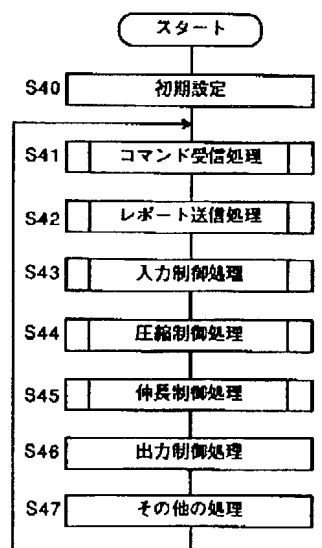 スタート
S40 初期設定
S41 コマンド受信処理
S42 レポート送信処理
S43 入力制御処理
S44 圧縮制御処理
S45 伸長制御処理
S46 出力制御処理
S47 その他の処理